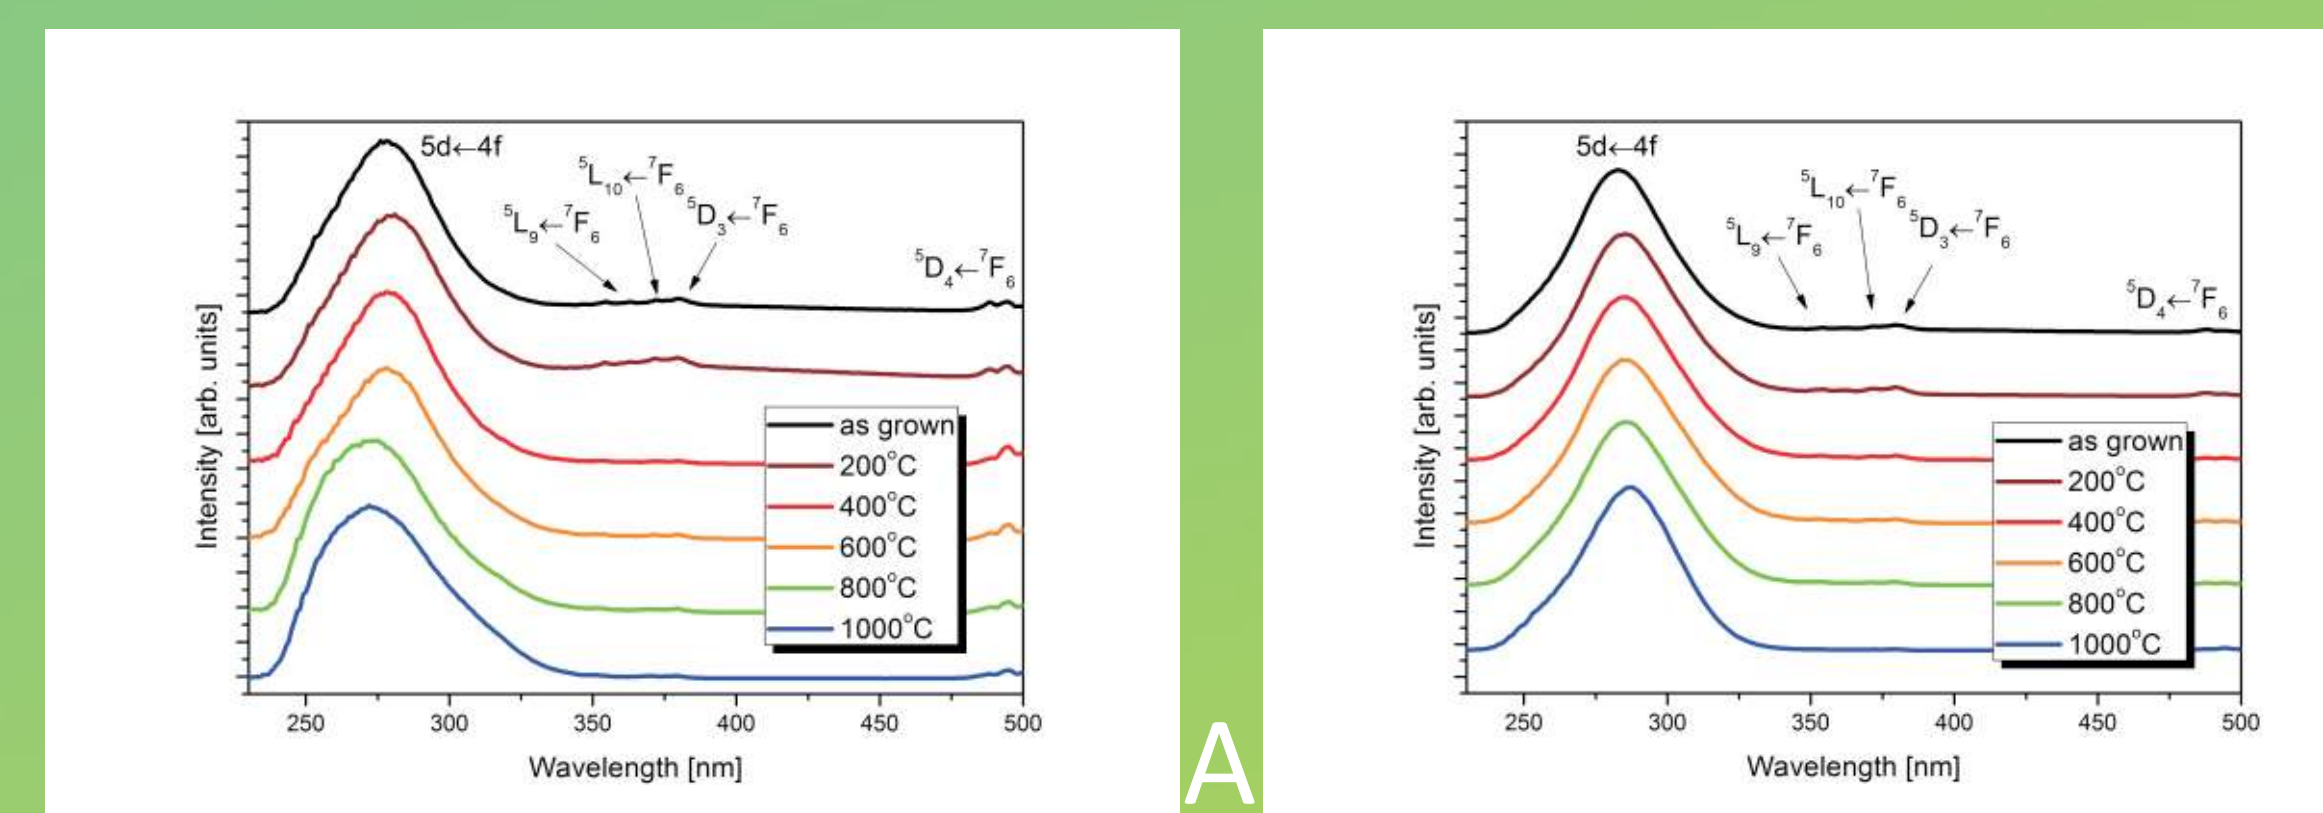 5d←4f
⁵L₁₀←⁷F₆
⁵L₉←⁷F₆
⁵D₃←⁷F₆
⁵D₄←⁷F₆
Intensity [arb. units]
as grown
200°C
400°C
600°C
800°C
1000°C
250 300 350 400 450 500
Wavelength [nm]
A
5d←4f
⁵L₁₀←⁷F₆
⁵L₉←⁷F₆
⁵D₃←⁷F₆
⁵D₄←⁷F₆
Intensity [arb. units]
as grown
200°C
400°C
600°C
800°C
1000°C
250 300 350 400 450 500
Wavelength [nm]